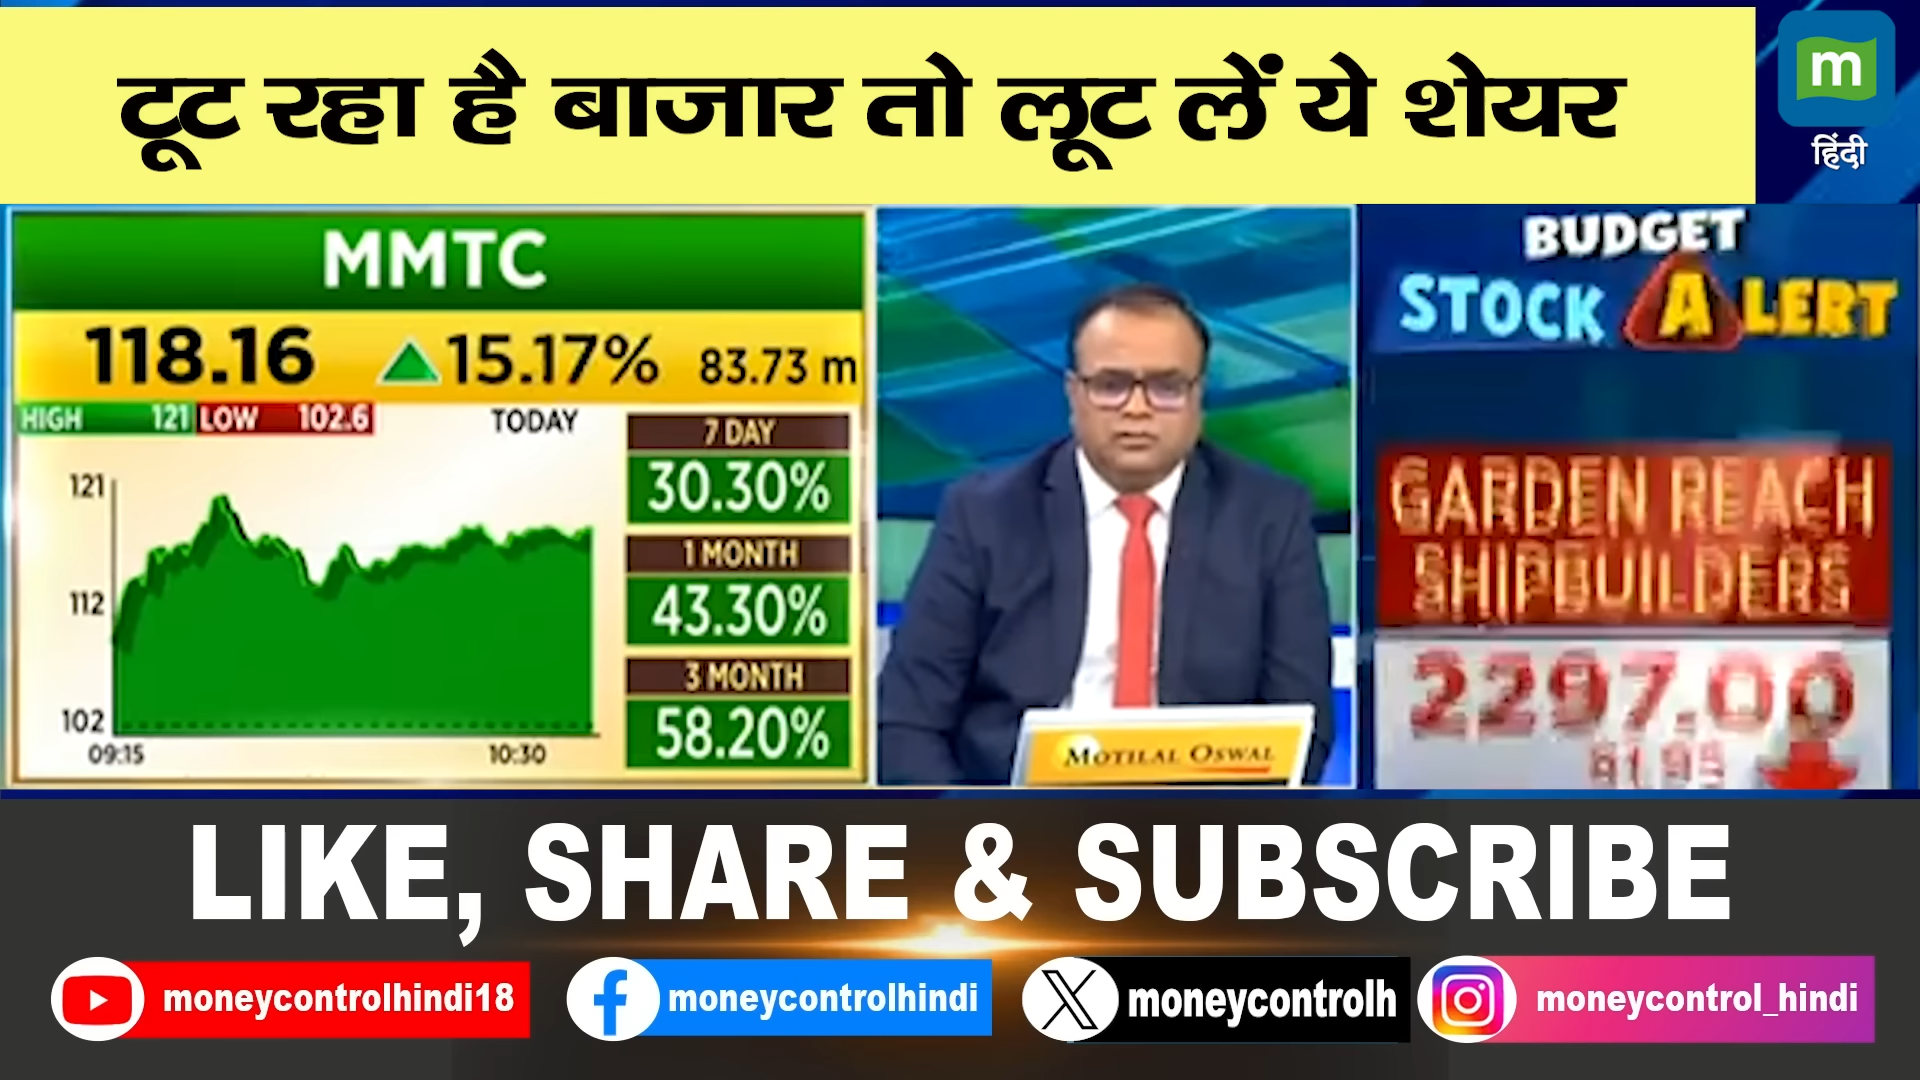 टूट रहा है बाजार तो लूट लें ये शेयर
m
हिंदी
MMTC
118.16 15.17% 83.73 m
HIGH 121 LOW 102.6 TODAY
121
112
102
09:15 10:30
7 DAY
30.30%
1 MONTH
43.30%
3 MONTH
58.20%
MOTILAL OSWAL
BUDGET
STOCK ALERT
GARDEN REACH
SHIPBUILDERS
2297.00
LIKE, SHARE & SUBSCRIBE
moneycontrolhindi18
moneycontrolhindi
moneycontrolh
moneycontrol_hindi